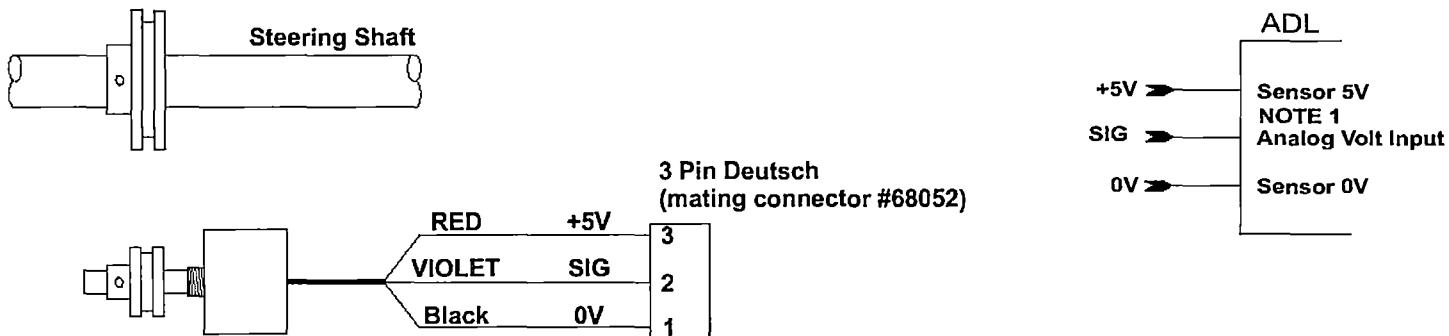 Steering Shaft
3 Pin Deutsch
(mating connector #68052)
RED +5V 3
VIOLET SIG 2
Black 0V 1
ADL
+5V Sensor 5V
NOTE 1
SIG Analog Volt Input
0V Sensor 0V